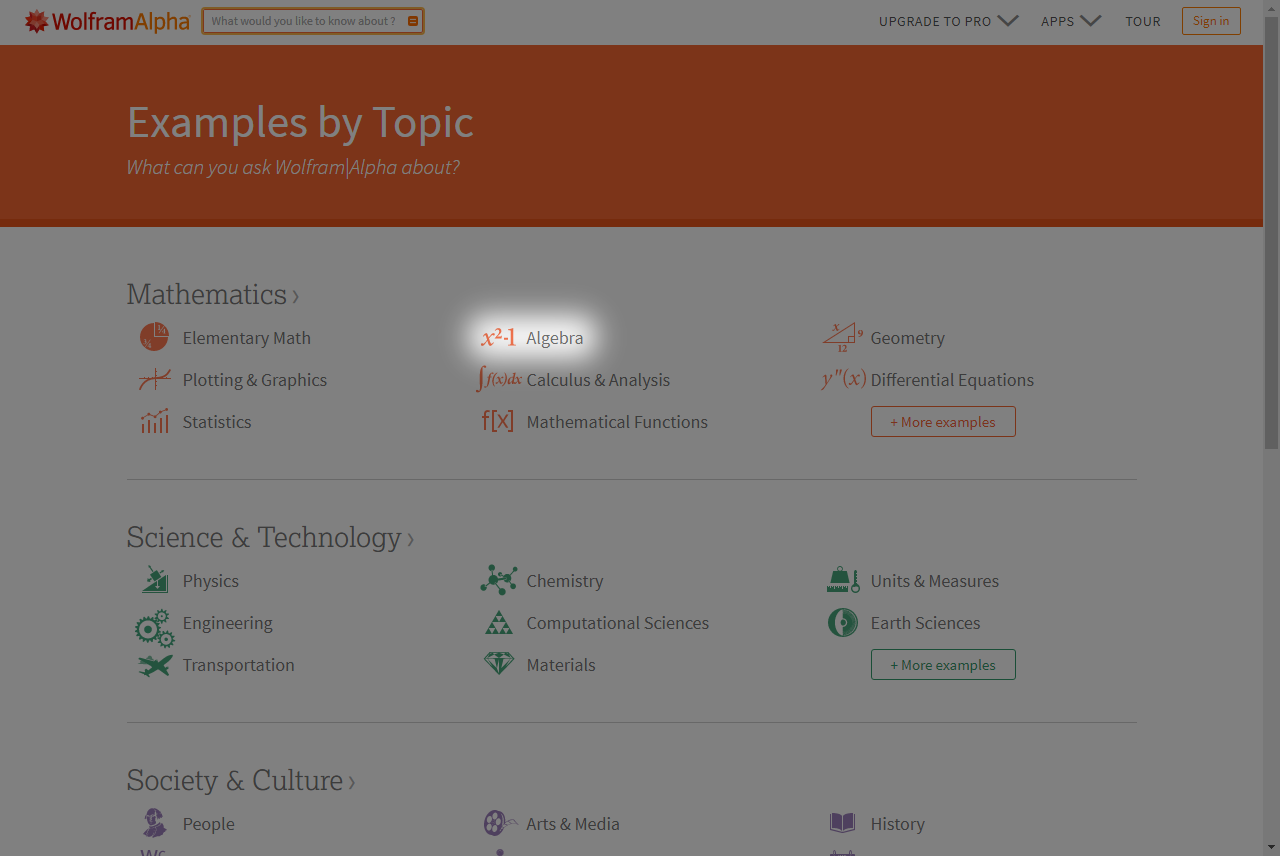 WolframAlpha What would you like to know about ? UPGRADE TO PRO APPS TOUR Sign in
Examples by Topic
What can you ask Wolfram|Alpha about?
Mathematics ›
Elementary Math x²-1 Algebra x 9 12 Geometry
Plotting & Graphics ∫f(x)dx Calculus & Analysis y″(x) Differential Equations
Statistics f[x] Mathematical Functions + More examples
Science & Technology ›
Physics Chemistry Units & Measures
Engineering Computational Sciences Earth Sciences
Transportation Materials + More examples
Society & Culture ›
People Arts & Media History